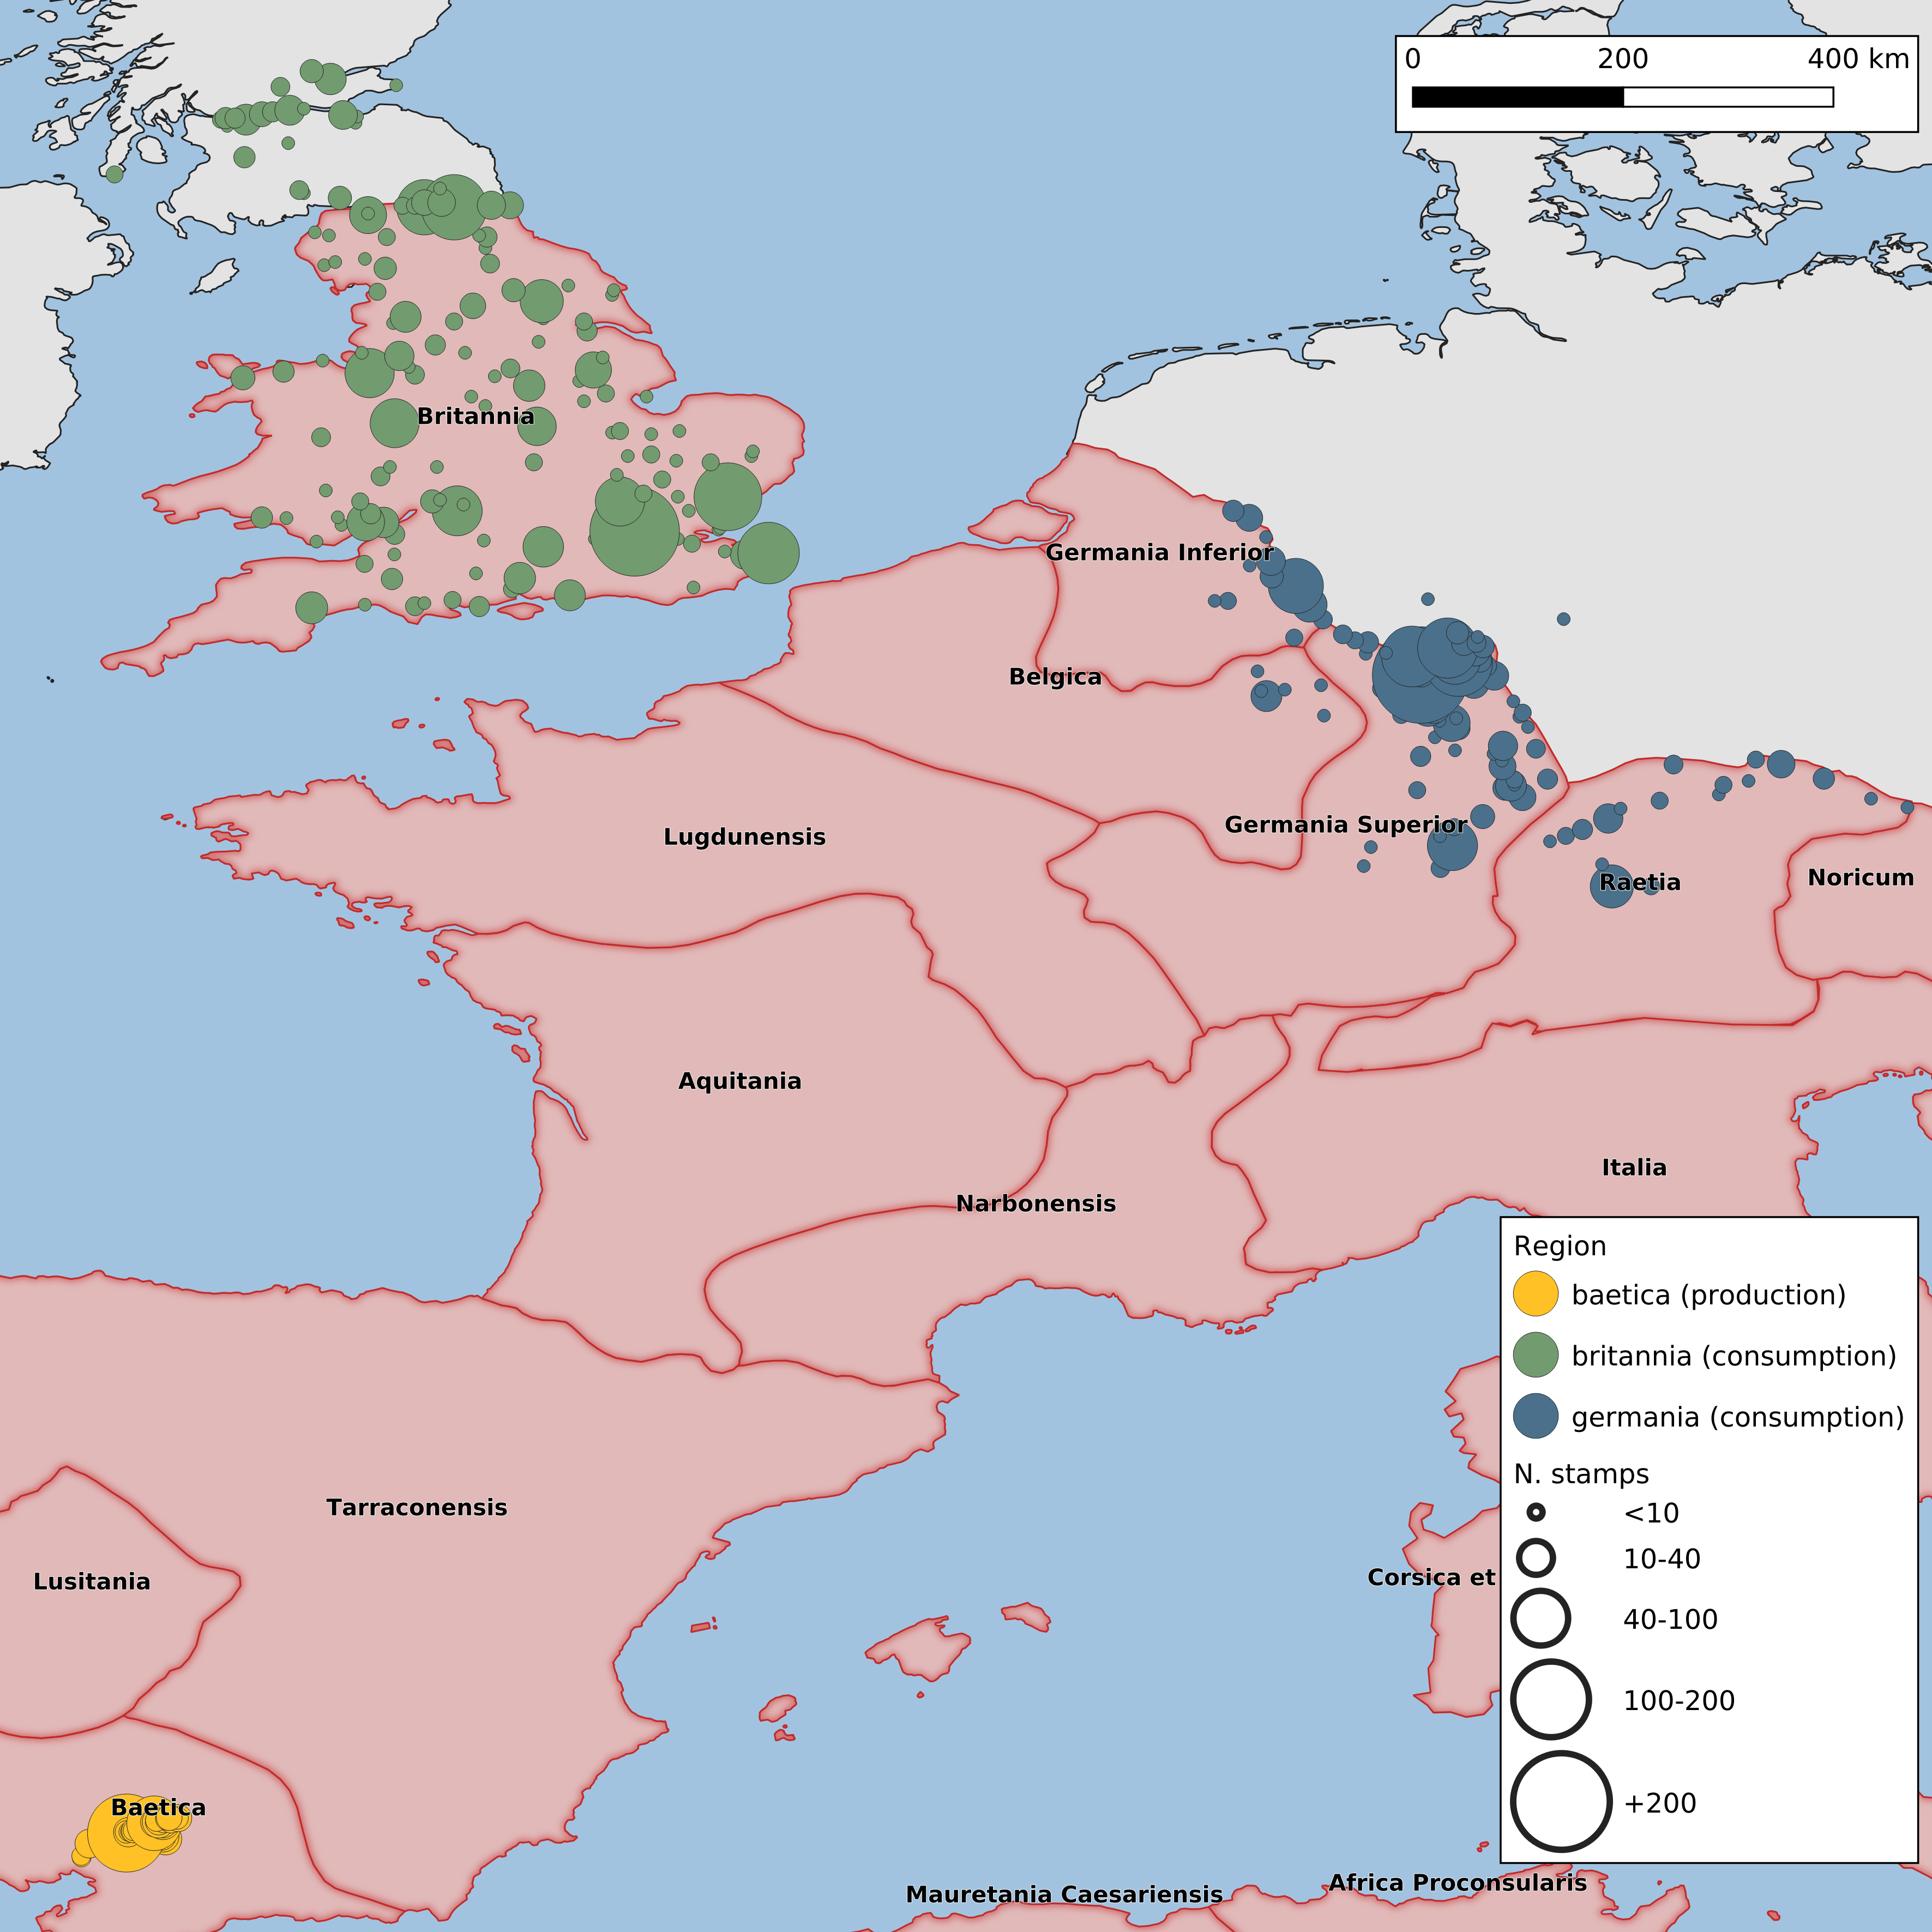 0 200 400 km
Britannia
Germania Inferior
Belgica
Lugdunensis
Germania Superior
Raetia
Noricum
Aquitania
Italia
Narbonensis
Region
baetica (production)
britannia (consumption)
germania (consumption)
N. stamps
<10
10-40
40-100
100-200
+200
Tarraconensis
Lusitania
Corsica et
Baetica
Mauretania Caesariensis
Africa Proconsularis